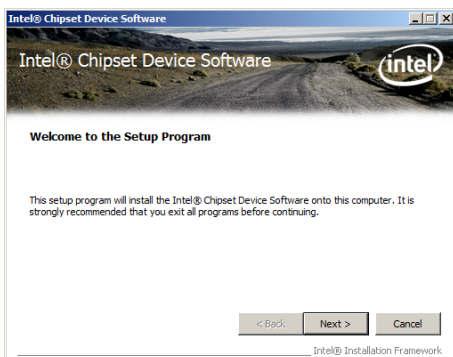 Intel® Chipset Device Software
Intel® Chipset Device Software
intel
Welcome to the Setup Program
This setup program will install the Intel® Chipset Device Software onto this computer. It is
strongly recommended that you exit all programs before continuing.
< Back Next > Cancel
Intel® Installation Framework